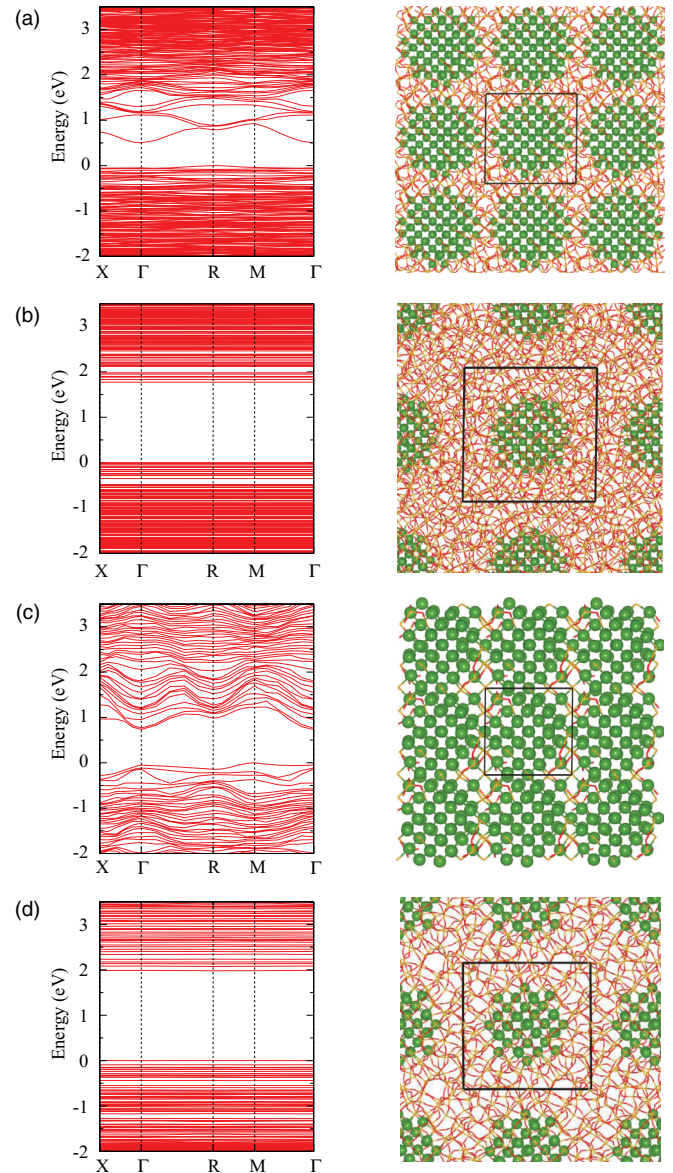 (a)
Energy (eV)
3
2
1
0
-1
-2
X Γ R M Γ
(b)
Energy (eV)
3
2
1
0
-1
-2
X Γ R M Γ
(c)
Energy (eV)
3
2
1
0
-1
-2
X Γ R M Γ
(d)
Energy (eV)
3
2
1
0
-1
-2
X Γ R M Γ